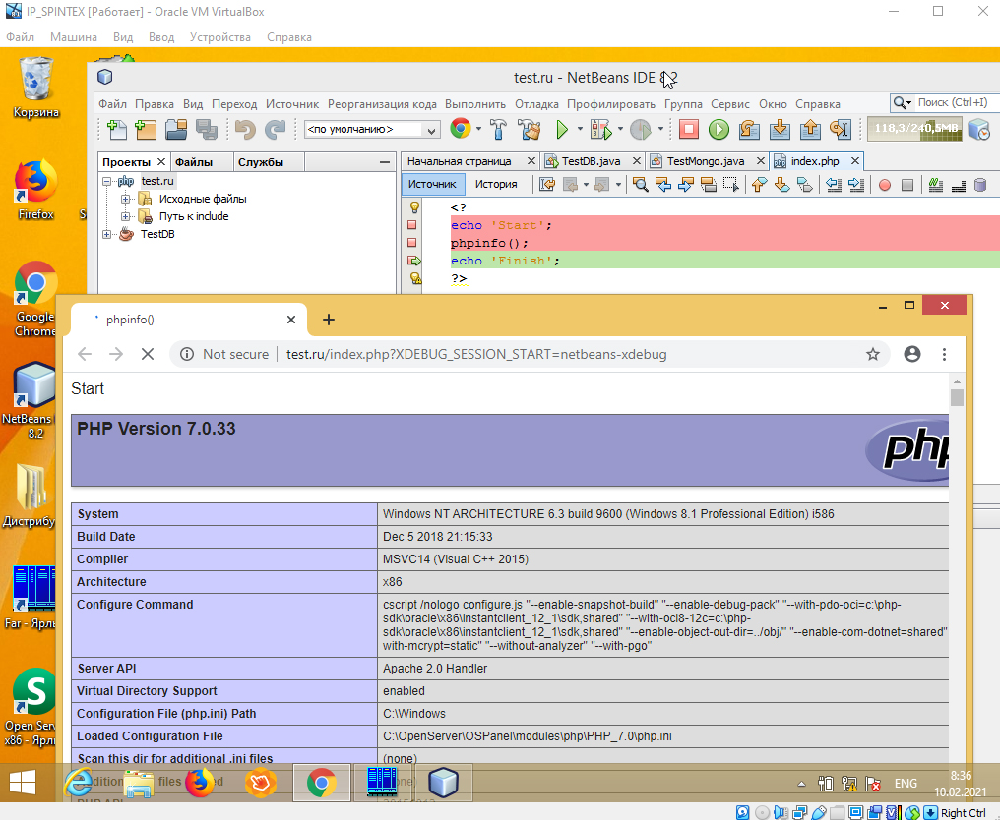 IP_SPINTEX [Работает] - Oracle VM VirtualBox
Файл Машина Вид Ввод Устройства Справка
Корзина
Firefox
Google
Chrome
NetBeans
8.2
Дистрибу
Far - Ярлы
Open Serv
x86 - Ярлы
test.ru - NetBeans IDE 8.2
Файл Правка Вид Переход Источник Реорганизация кода Выполнить Отладка Профилировать Группа Сервис Окно Справка
Поиск (Ctrl+I)
<по умолчанию>
118,3/240,5MB
Проекты Файлы Службы
test.ru
Исходные файлы
Путь к include
TestDB
Начальная страница TestDB.java TestMongo.java index.php
Источник История
<?
echo 'Start';
phpinfo();
echo 'Finish';
?>
phpinfo()
Not secure test.ru/index.php?XDEBUG_SESSION_START=netbeans-xdebug
Start
PHP Version 7.0.33
php
System Windows NT ARCHITECTURE 6.3 build 9600 (Windows 8.1 Professional Edition) i586
Build Date Dec 5 2018 21:15:33
Compiler MSVC14 (Visual C++ 2015)
Architecture x86
Configure Command cscript /nologo configure.js "--enable-snapshot-build" "--enable-debug-pack" "--with-pdo-oci=c:\php-
sdk\oracle\x86\instantclient_12_1\sdk,shared" "--with-oci8-12c=c:\php-
sdk\oracle\x86\instantclient_12_1\sdk,shared" "--enable-object-out-dir=../obj/" "--enable-com-dotnet=shared"
with-mcrypt=static" "--without-analyzer" "--with-pgo"
Server API Apache 2.0 Handler
Virtual Directory Support enabled
Configuration File (php.ini) Path C:\Windows
Loaded Configuration File C:\OpenServer\OSPanel\modules\php\PHP_7.0\php.ini
Scan this dir for additional .ini files (none)
ENG
8:36
10.02.2021
Right Ctrl